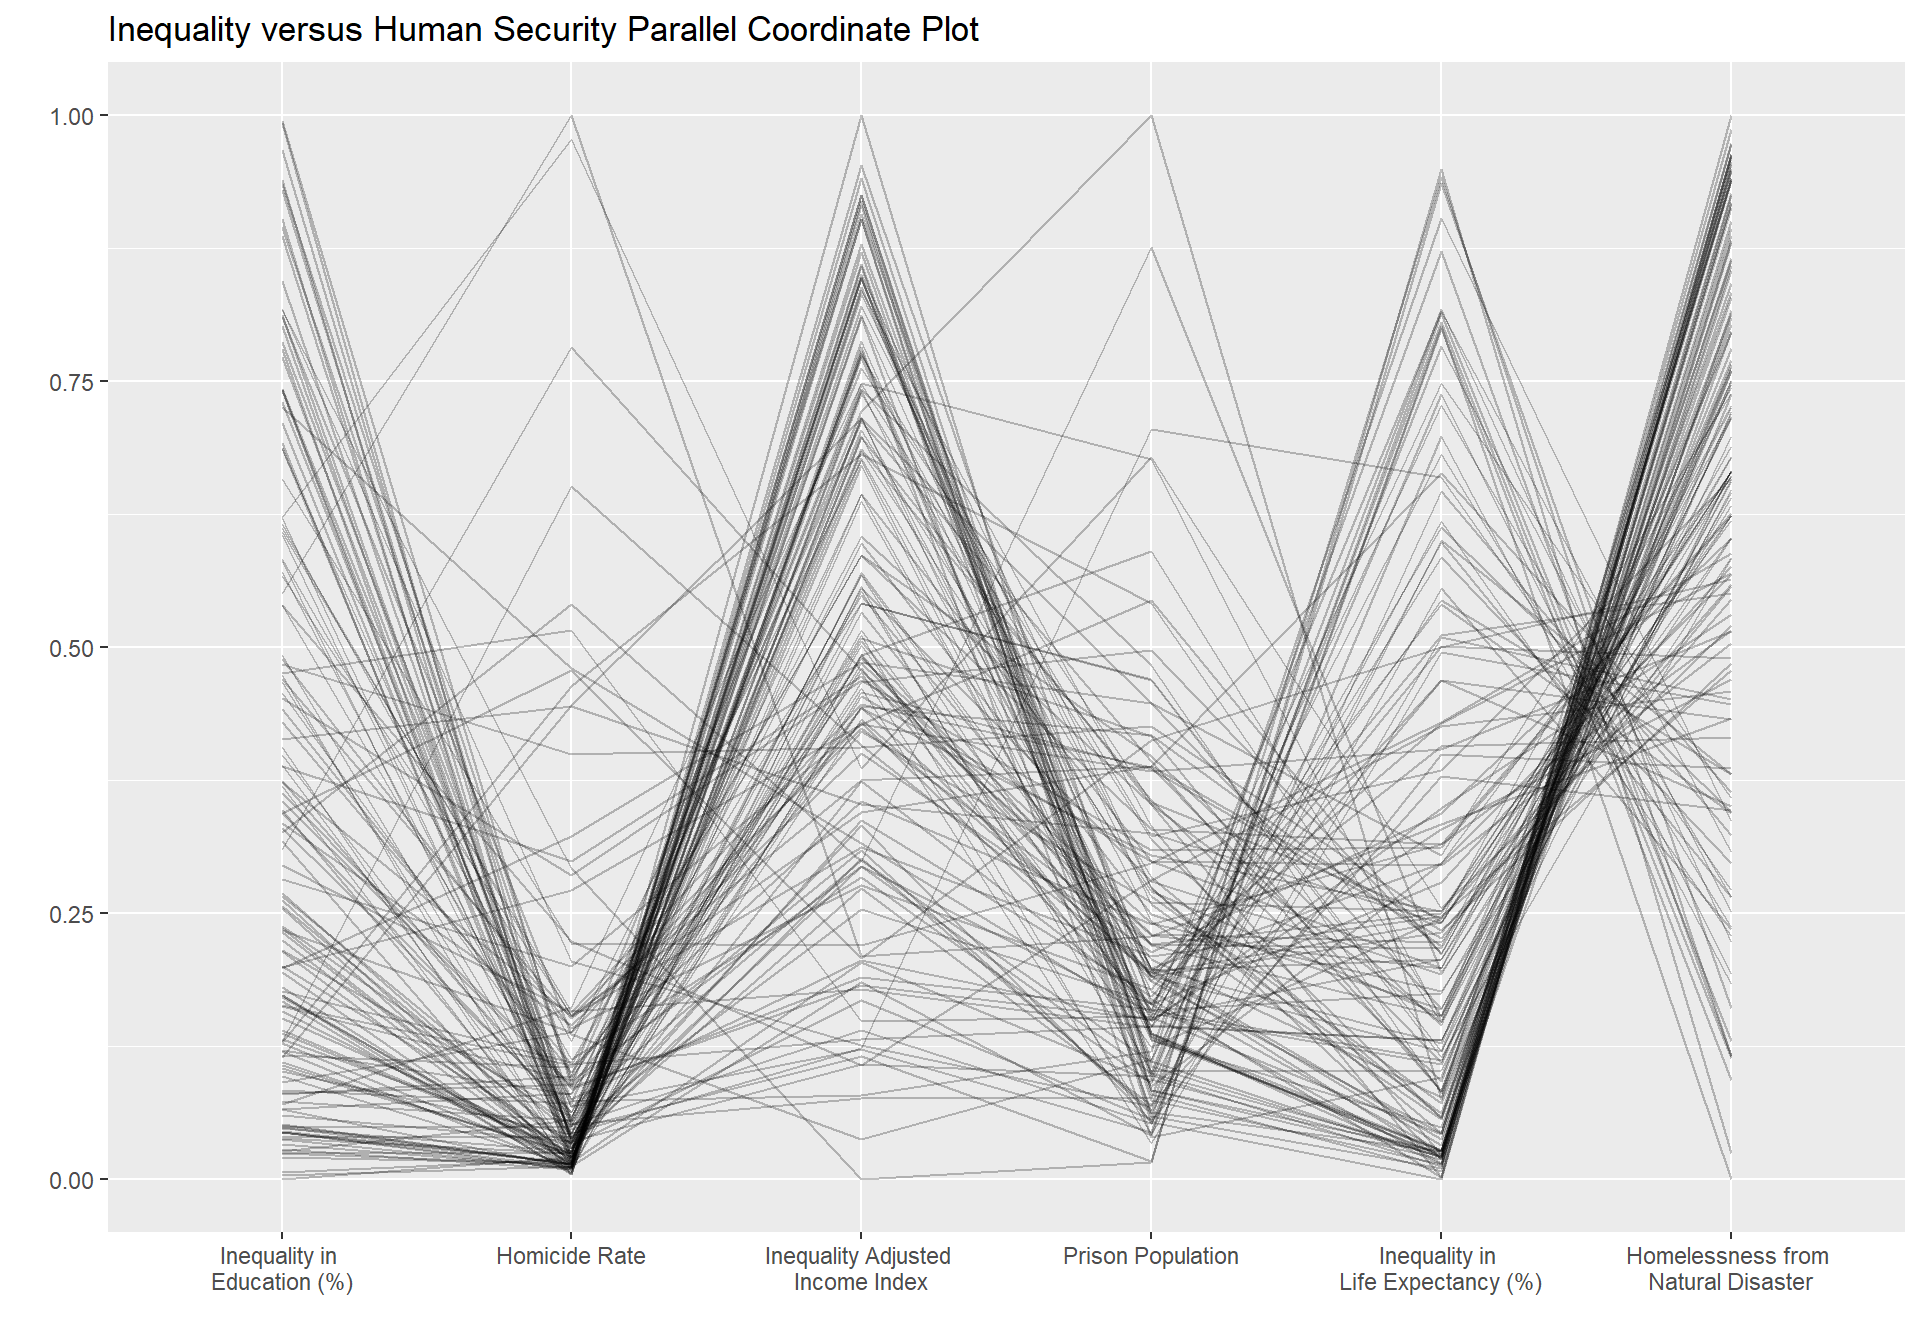 Inequality versus Human Security Parallel Coordinate Plot
1.00
0.75
0.50
0.25
0.00
Inequality in
Education (%)
Homicide Rate
Inequality Adjusted
Income Index
Prison Population
Inequality in
Life Expectancy (%)
Homelessness from
Natural Disaster